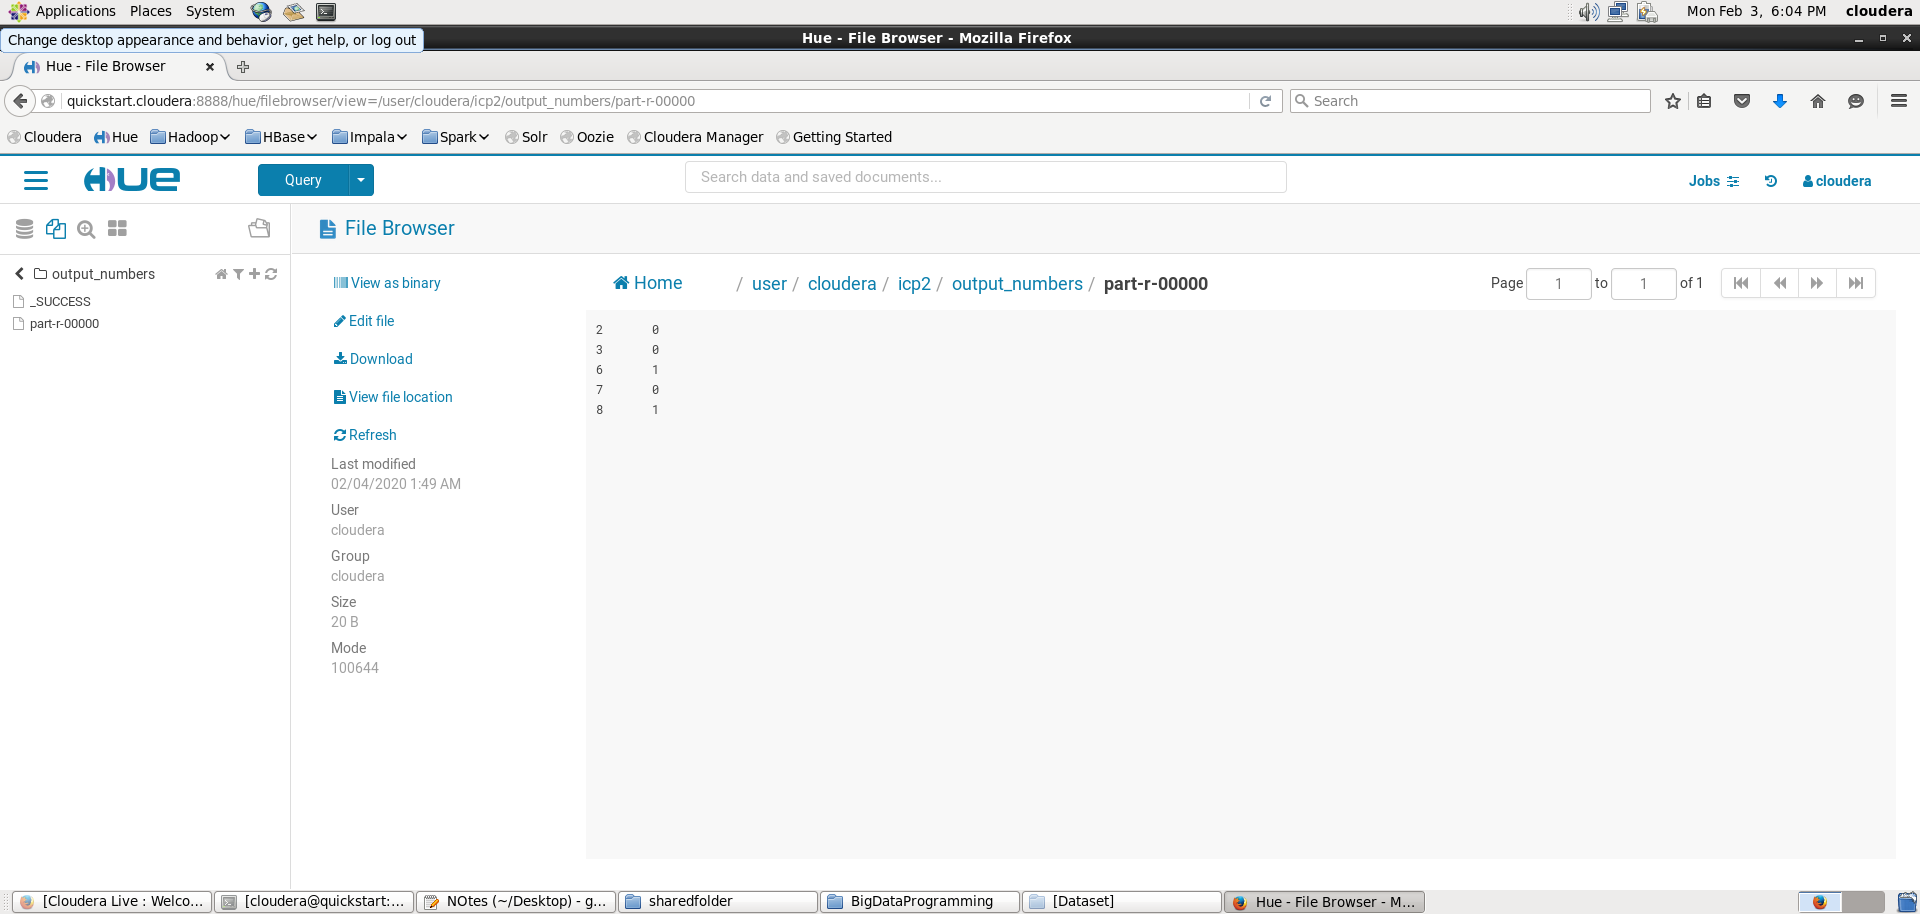 Applications Places System Mon Feb 3, 6:04 PM cloudera
Change desktop appearance and behavior, get help, or log out
Hue - File Browser - Mozilla Firefox
Hue - File Browser
quickstart.cloudera:8888/hue/filebrowser/view=/user/cloudera/icp2/output_numbers/part-r-00000 Search
Cloudera Hue Hadoop HBase Impala Spark Solr Oozie Cloudera Manager Getting Started
HUE Query Search data and saved documents... Jobs cloudera
File Browser
output_numbers
_SUCCESS
part-r-00000
View as binary
Edit file
Download
View file location
Refresh
Last modified
02/04/2020 1:49 AM
User
cloudera
Group
cloudera
Size
20 B
Mode
100644
Home / user / cloudera / icp2 / output_numbers / part-r-00000 Page 1 to 1 of 1
2 0
3 0
6 1
7 0
8 1
[Cloudera Live : Welco... [cloudera@quickstart:... NOtes (~/Desktop) - g... sharedfolder BigDataProgramming [Dataset] Hue - File Browser - M...